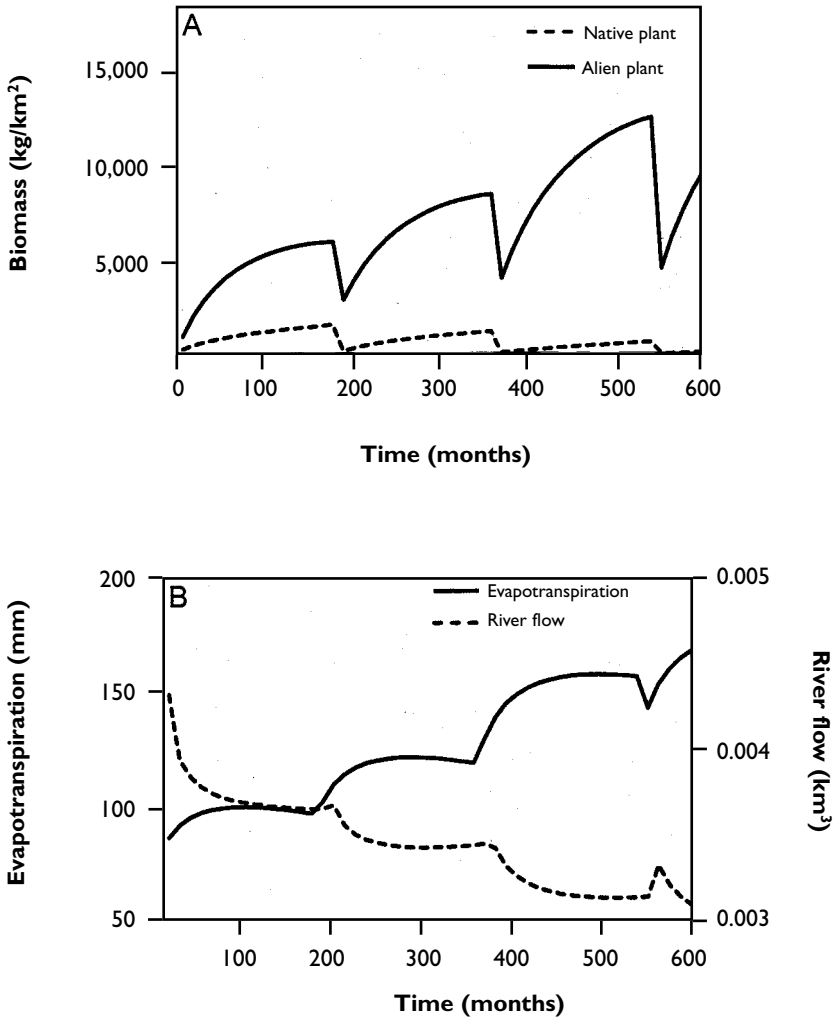 A
Native plant
Alien plant
15,000
10,000
5,000
Biomass (kg/km²)
0 100 200 300 400 500 600
Time (months)
B
Evapotranspiration
River flow
200
150
100
50
Evapotranspiration (mm)
0.005
0.004
0.003
River flow (km³)
100 200 300 400 500 600
Time (months)